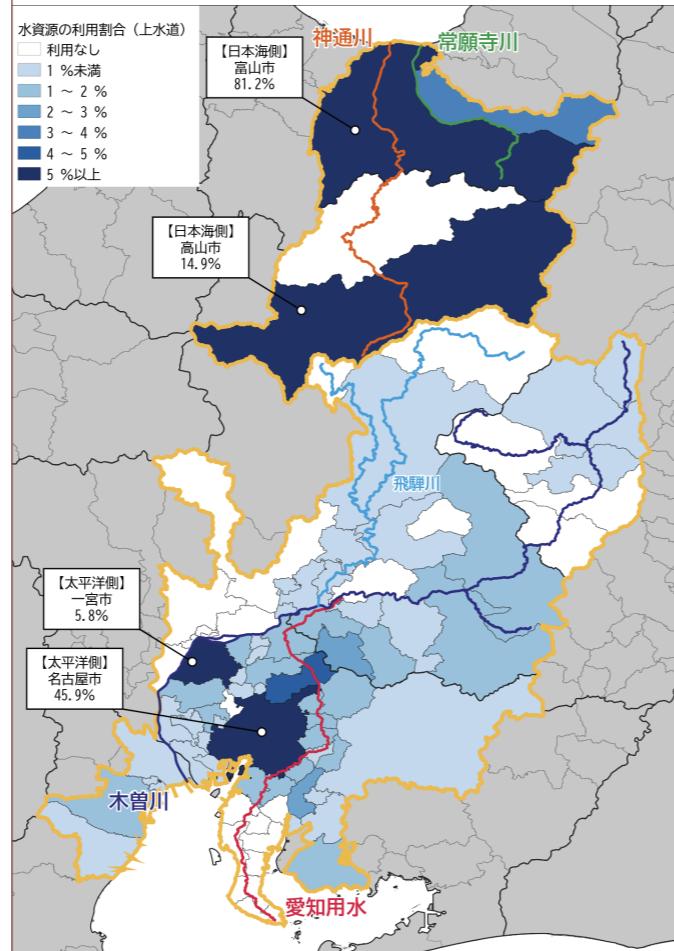 水資源の利用割合（上水道）
利用なし
1 %未満
1 ～ 2 %
2 ～ 3 %
3 ～ 4 %
4 ～ 5 %
5 %以上
神通川
常願寺川
【日本海側】
富山市
81.2%
【日本海側】
高山市
14.9%
飛騨川
【太平洋側】
一宮市
5.8%
【太平洋側】
名古屋市
45.9%
木曽川
愛知用水